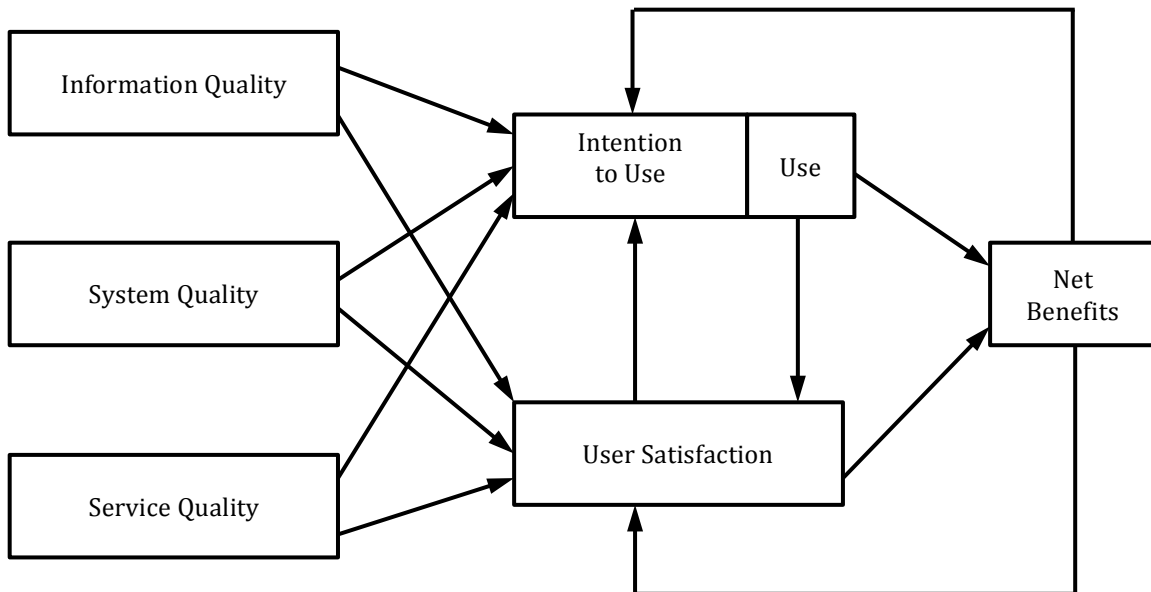 Information Quality
Intention
to Use
Use
System Quality
Net
Benefits
User Satisfaction
Service Quality